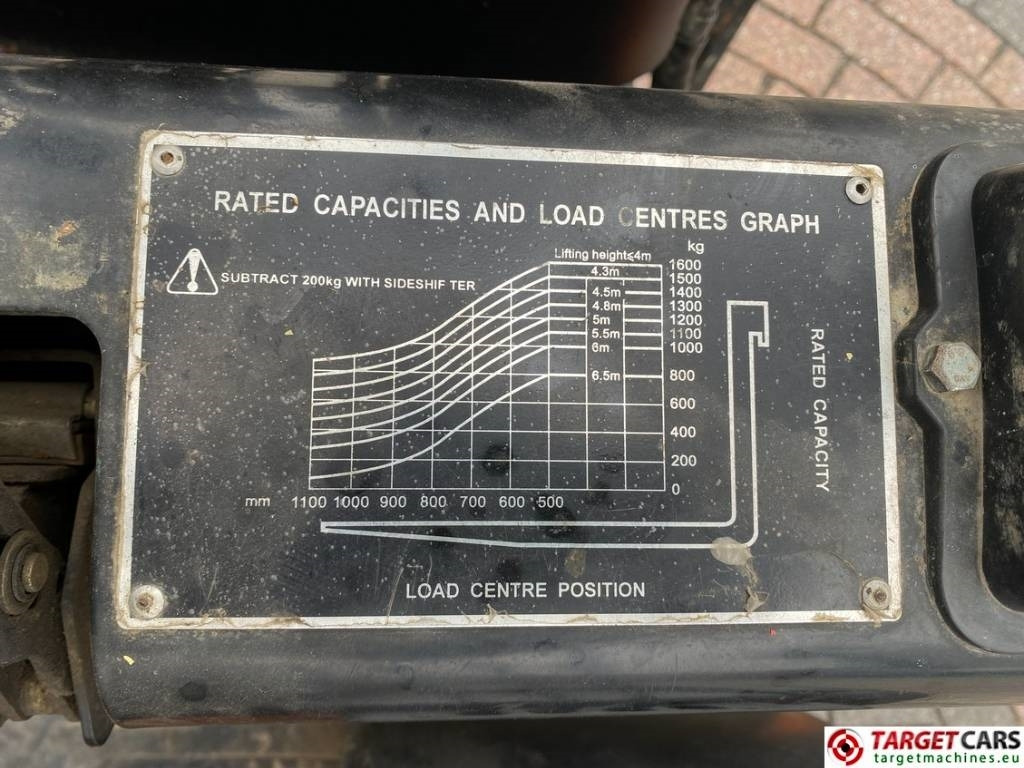 RATED CAPACITIES AND LOAD CENTRES GRAPH
kg
Lifting height≤4m 1600
4.3m 1500
SUBTRACT 200kg WITH SIDESHIF TER
4.5m 1400
4.8m 1300
5m 1200
5.5m 1100
6m 1000
6.5m 800
600
400
200
0
mm 1100 1000 900 800 700 600 500
RATED CAPACITY
LOAD CENTRE POSITION
TARGETCARS
targetmachines.eu